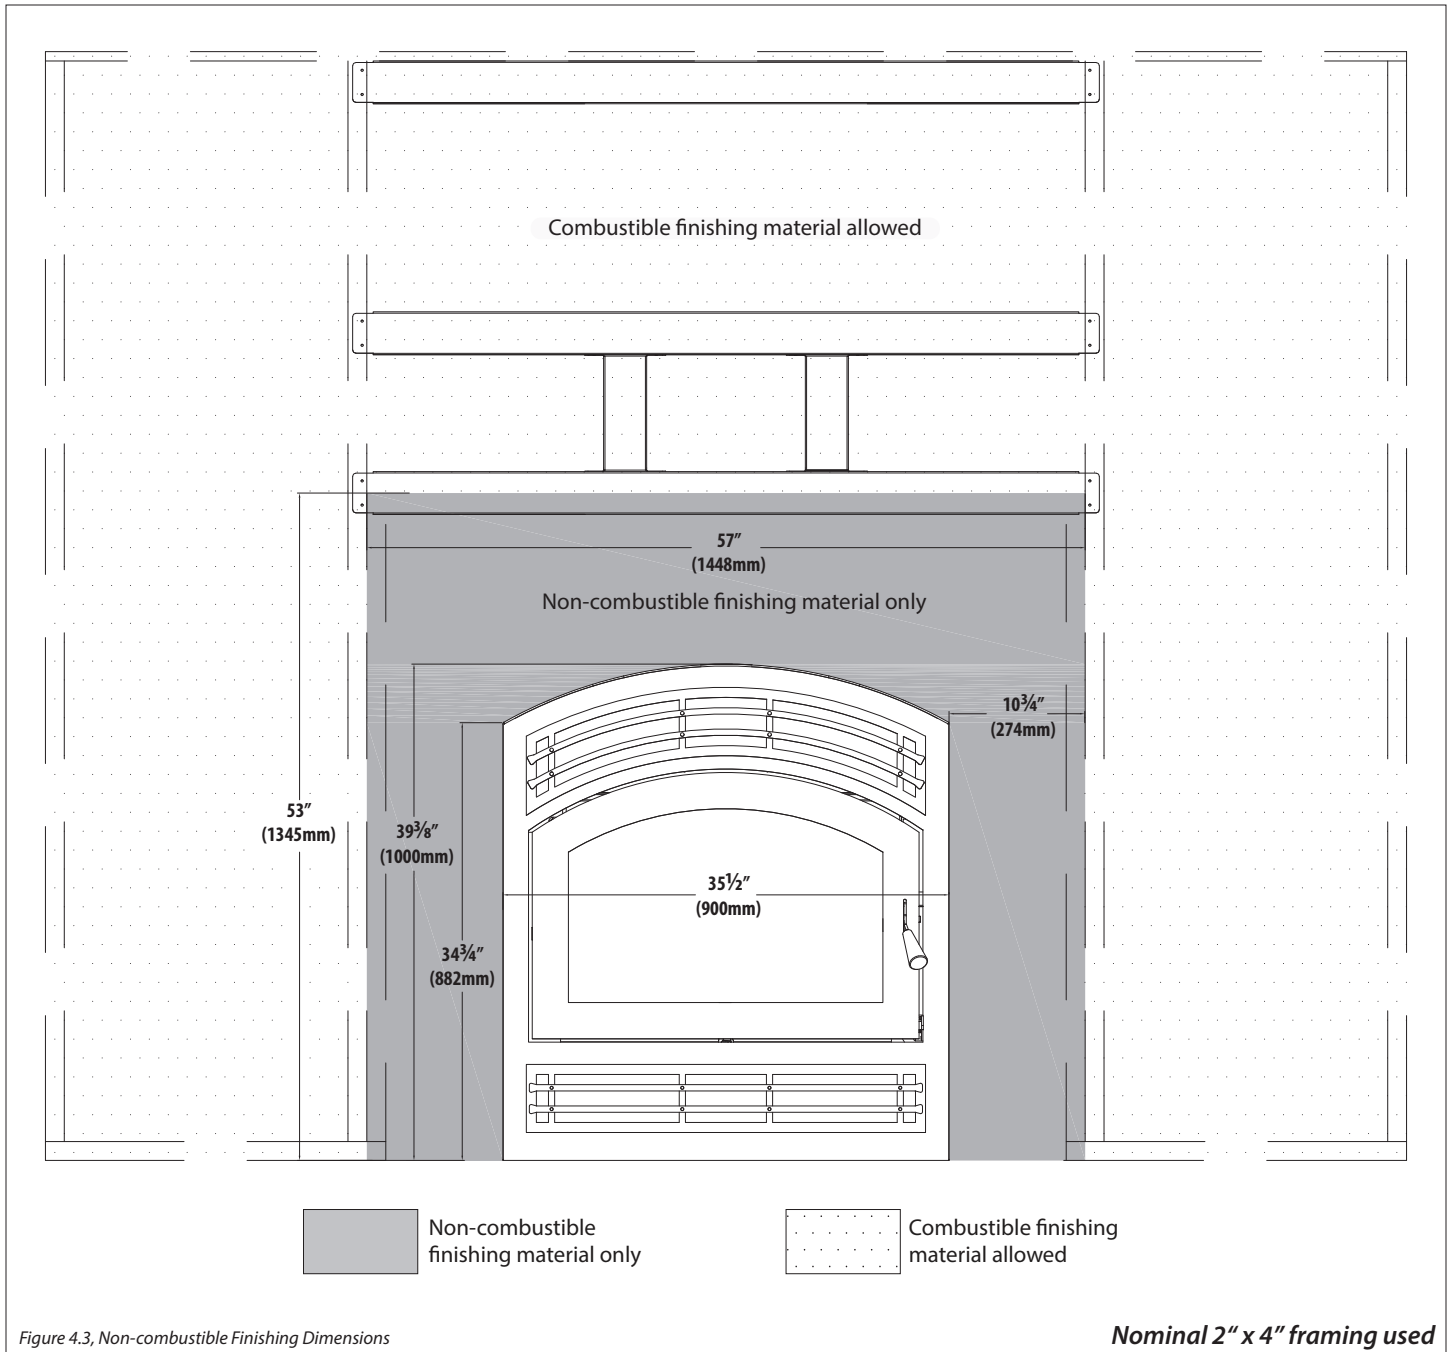 Combustible finishing material allowed
57"
(1448mm)
Non-combustible finishing material only
10¾"
(274mm)
53"
(1345mm)
39⅜"
(1000mm)
35½"
(900mm)
34¾"
(882mm)
Non-combustible
finishing material only
Combustible finishing
material allowed
Figure 4.3, Non-combustible Finishing Dimensions
Nominal 2" x 4" framing used